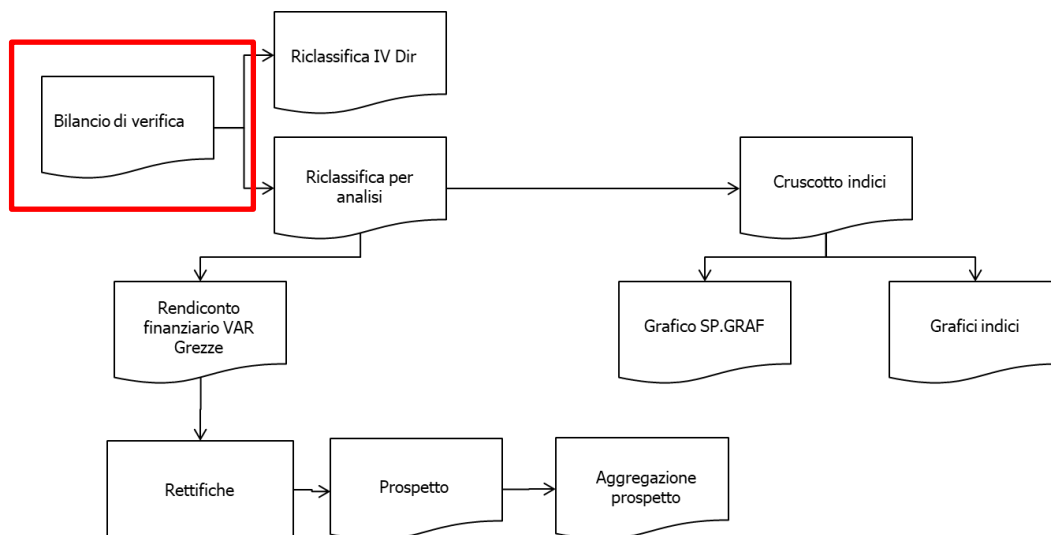 Riclassifica IV Dir
Bilancio di verifica
Riclassifica per
analisi
Cruscotto indici
Rendiconto
finanziario VAR
Grezze
Grafico SP.GRAF
Grafici indici
Rettifiche
Prospetto
Aggregazione
prospetto